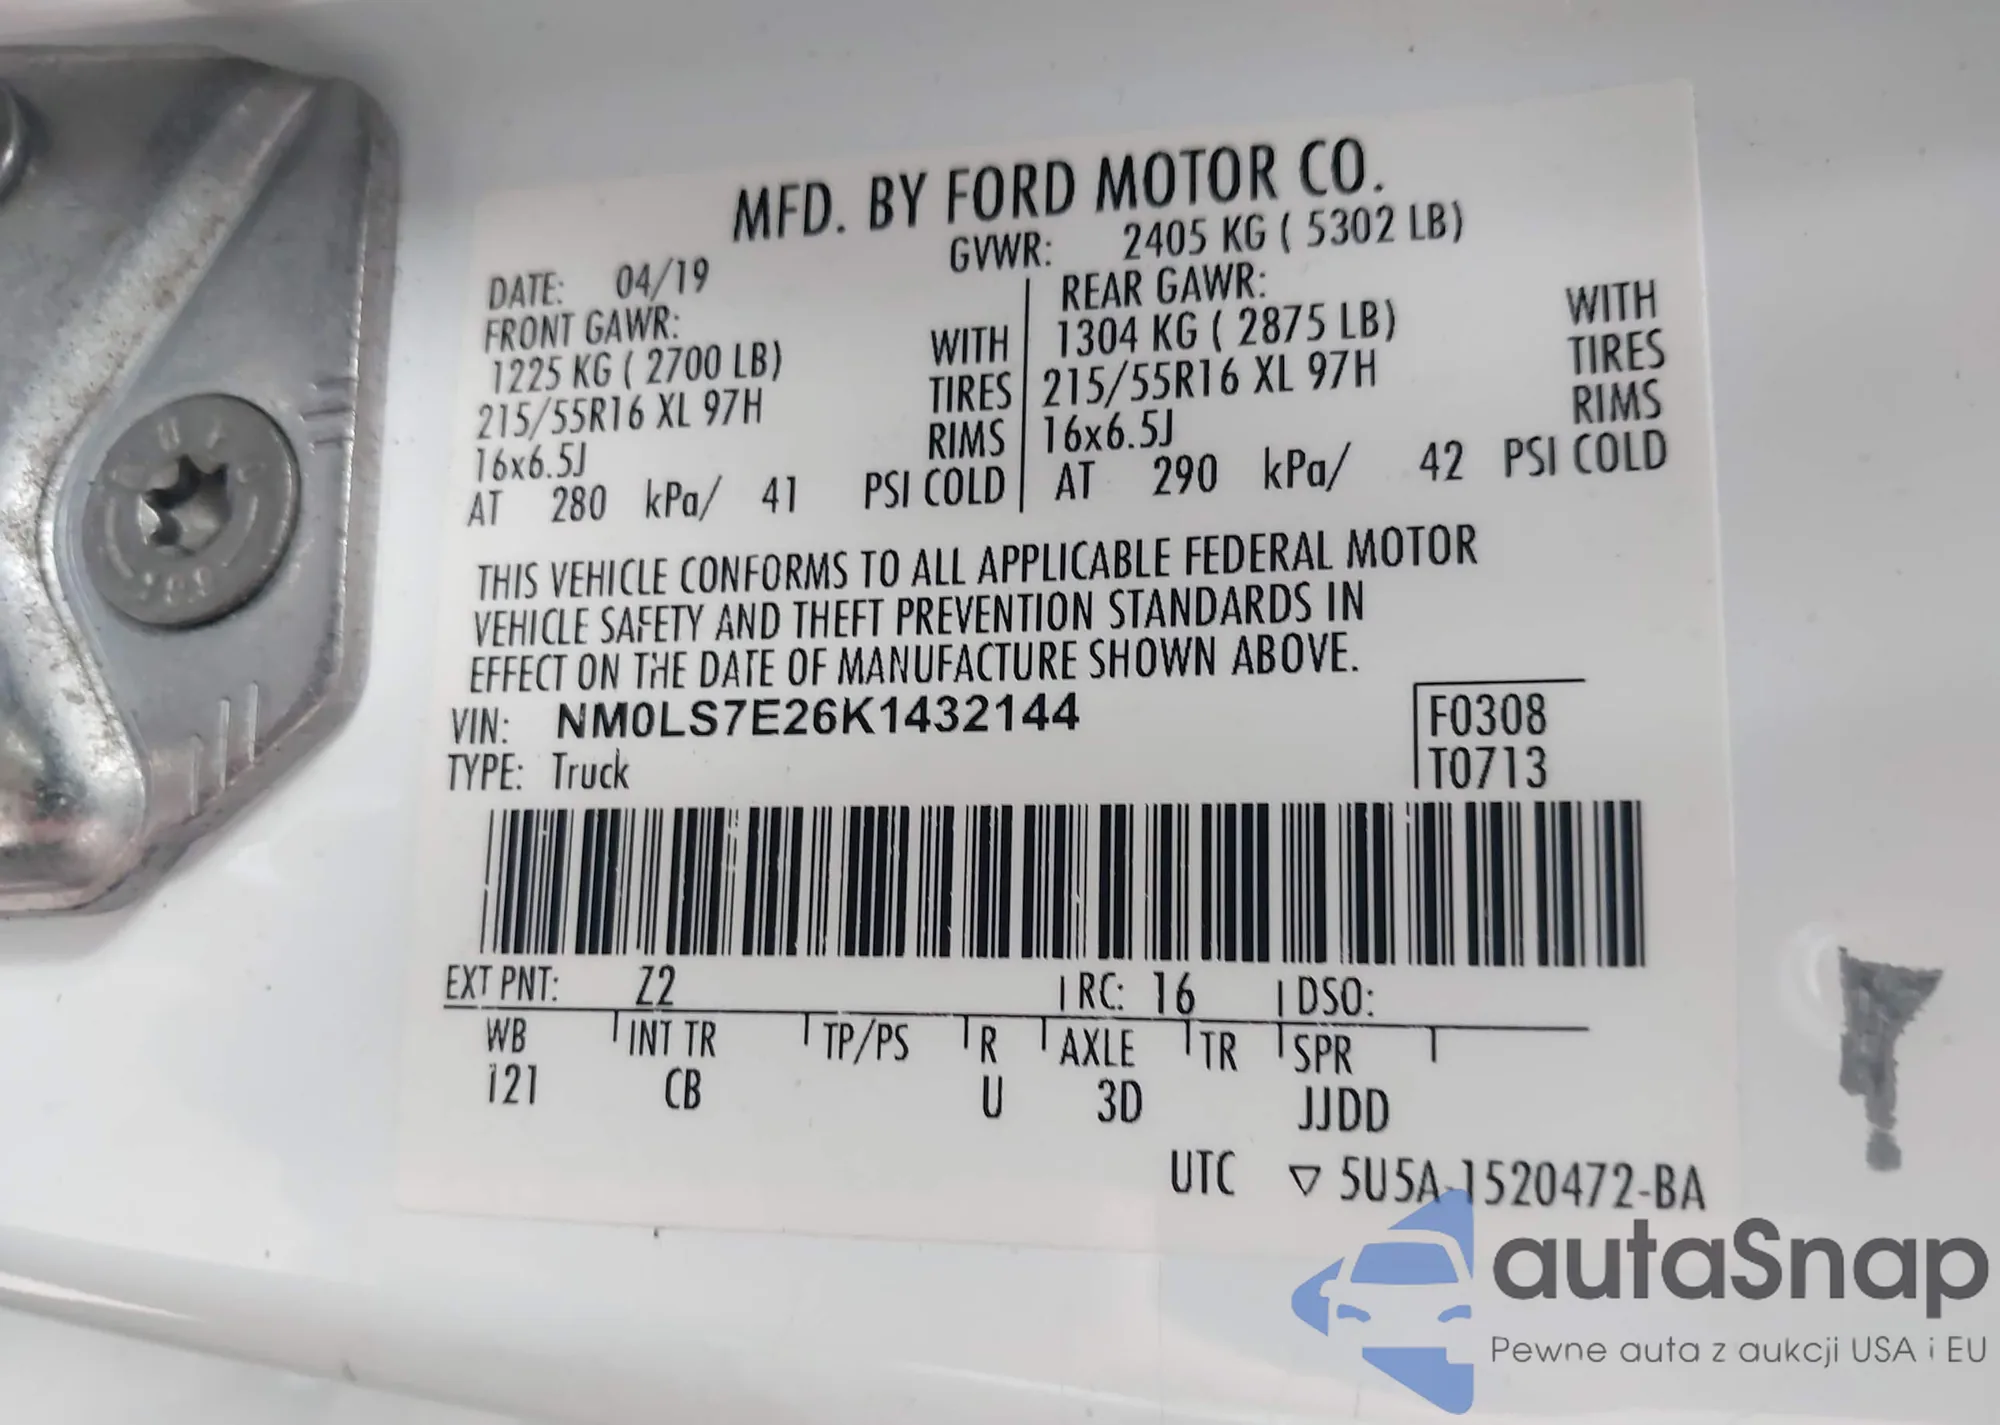 MFD. BY FORD MOTOR CO.
DATE: 04/19 GVWR: 2405 KG ( 5302 LB)
FRONT GAWR: REAR GAWR:
1225 KG ( 2700 LB) WITH 1304 KG ( 2875 LB) WITH
215/55R16 XL 97H TIRES 215/55R16 XL 97H TIRES
16x6.5J RIMS 16x6.5J RIMS
AT 280 kPa/ 41 PSI COLD AT 290 kPa/ 42 PSI COLD
THIS VEHICLE CONFORMS TO ALL APPLICABLE FEDERAL MOTOR
VEHICLE SAFETY AND THEFT PREVENTION STANDARDS IN
EFFECT ON THE DATE OF MANUFACTURE SHOWN ABOVE.
VIN: NM0LS7E26K1432144 F0308
TYPE: Truck T0713
EXT PNT: Z2 RC: 16 DSO:
WB INT TR TP/PS R AXLE TR SPR
121 CB U 3D JJDD
UTC ▽ 5U5A-1520472-BA
autaSnap
Pewne auta z aukcji USA i EU